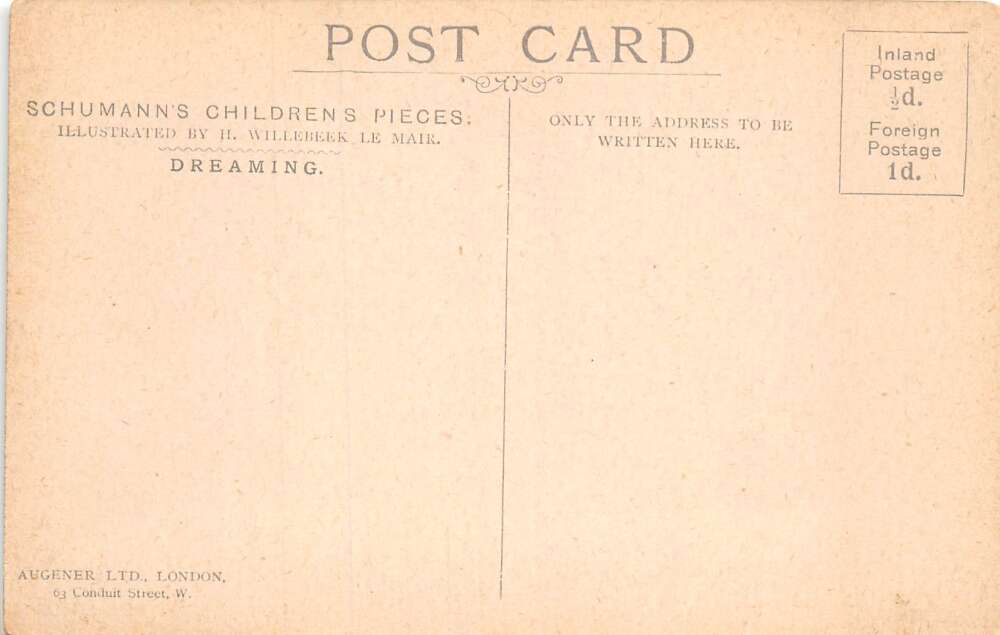 POST CARD
SCHUMANN'S CHILDREN'S PIECES.
ILLUSTRATED BY H. WILLEBEEK LE MAIR.
DREAMING.
ONLY THE ADDRESS TO BE
WRITTEN HERE.
Inland
Postage
½d.
Foreign
Postage
1d.
AUGENER LTD., LONDON,
63 Conduit Street, W.